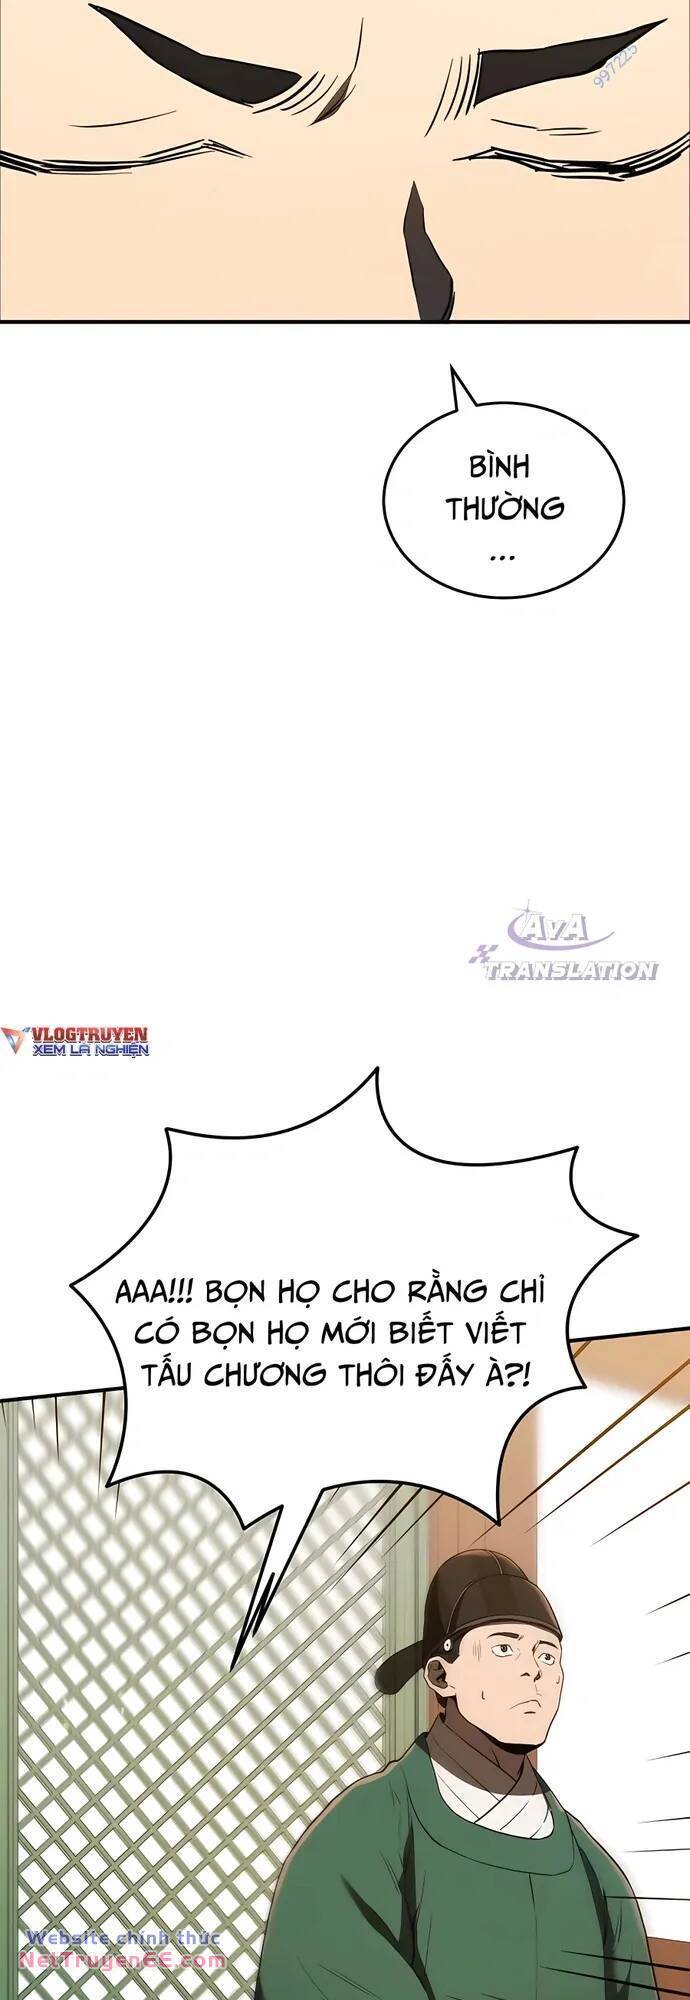 997225
BÌNH
THƯỜNG
...
AVA
TRANSLATION
VLOGTRUYEN
XEM LÀ NGHIỆN
AAA!!! BỌN HỌ CHO RẰNG CHỈ
CÓ BỌN HỌ MỚI BIẾT VIẾT
TẤU CHƯƠNG THÔI ĐẤY À?!
Website chính thức
NetTruyenEE.com